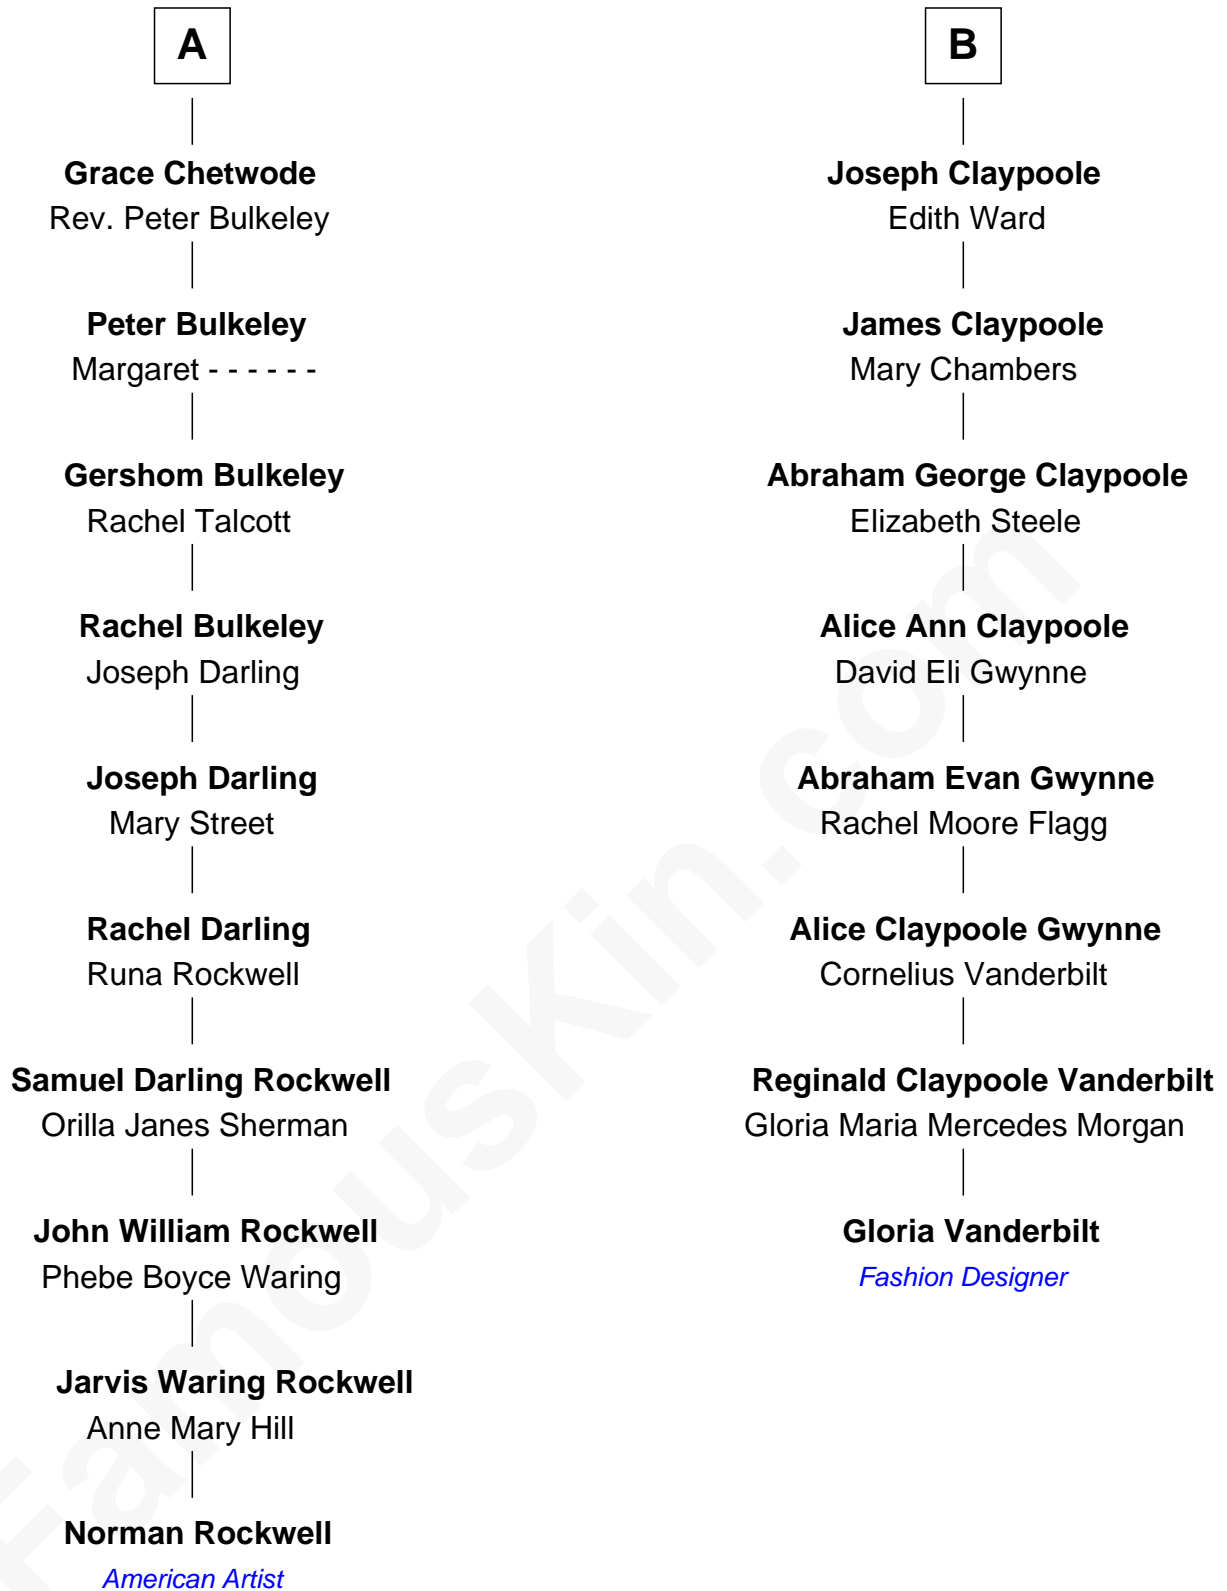 A
Grace Chetwode
Rev. Peter Bulkeley
Peter Bulkeley
Margaret - - - - - -
Gershom Bulkeley
Rachel Talcott
Rachel Bulkeley
Joseph Darling
Joseph Darling
Mary Street
Rachel Darling
Runa Rockwell
Samuel Darling Rockwell
Orilla Janes Sherman
John William Rockwell
Phebe Boyce Waring
Jarvis Waring Rockwell
Anne Mary Hill
Norman Rockwell
American Artist
B
Joseph Claypoole
Edith Ward
James Claypoole
Mary Chambers
Abraham George Claypoole
Elizabeth Steele
Alice Ann Claypoole
David Eli Gwynne
Abraham Evan Gwynne
Rachel Moore Flagg
Alice Claypoole Gwynne
Cornelius Vanderbilt
Reginald Claypoole Vanderbilt
Gloria Maria Mercedes Morgan
Gloria Vanderbilt
Fashion Designer
FamousKin.com